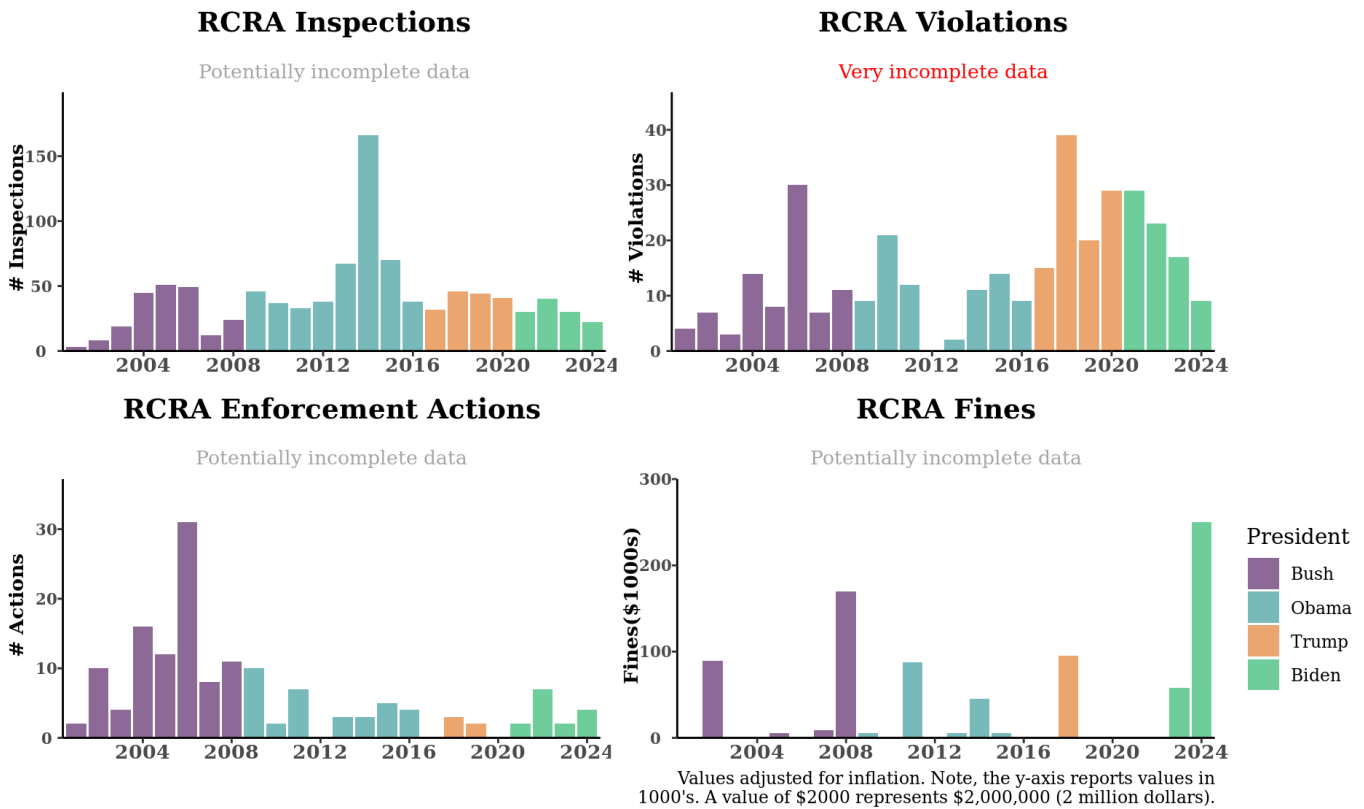 RCRA Inspections
Potentially incomplete data
# Inspections
150
100
50
0
2004 2008 2012 2016 2020 2024
RCRA Violations
Very incomplete data
# Violations
40
30
20
10
0
2004 2008 2012 2016 2020 2024
RCRA Enforcement Actions
Potentially incomplete data
# Actions
30
20
10
0
2004 2008 2012 2016 2020 2024
RCRA Fines
Potentially incomplete data
Fines($1000s)
300
200
100
0
2004 2008 2012 2016 2020 2024
President
Bush
Obama
Trump
Biden
Values adjusted for inflation. Note, the y-axis reports values in
1000's. A value of $2000 represents $2,000,000 (2 million dollars).